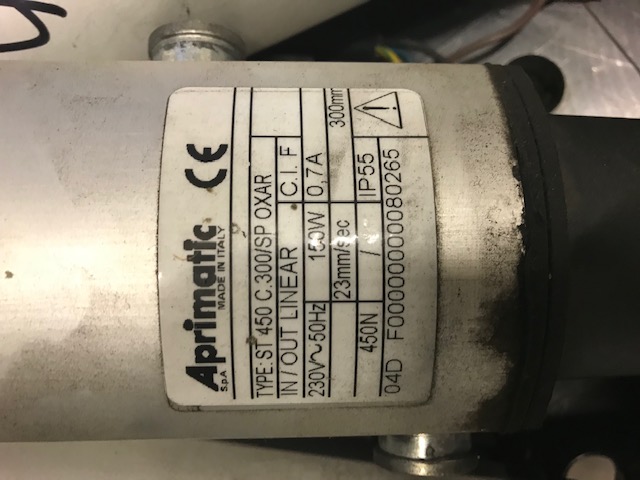 Aprimatic CE
S.p.A MADE IN ITALY
TYPE: ST 450 C.300/SP OXAR
IN / OUT LINEAR C.I. F
230V~50Hz 150W 0,7A
23mm/sec 300mm
450N / IP55
04D F00000000080265